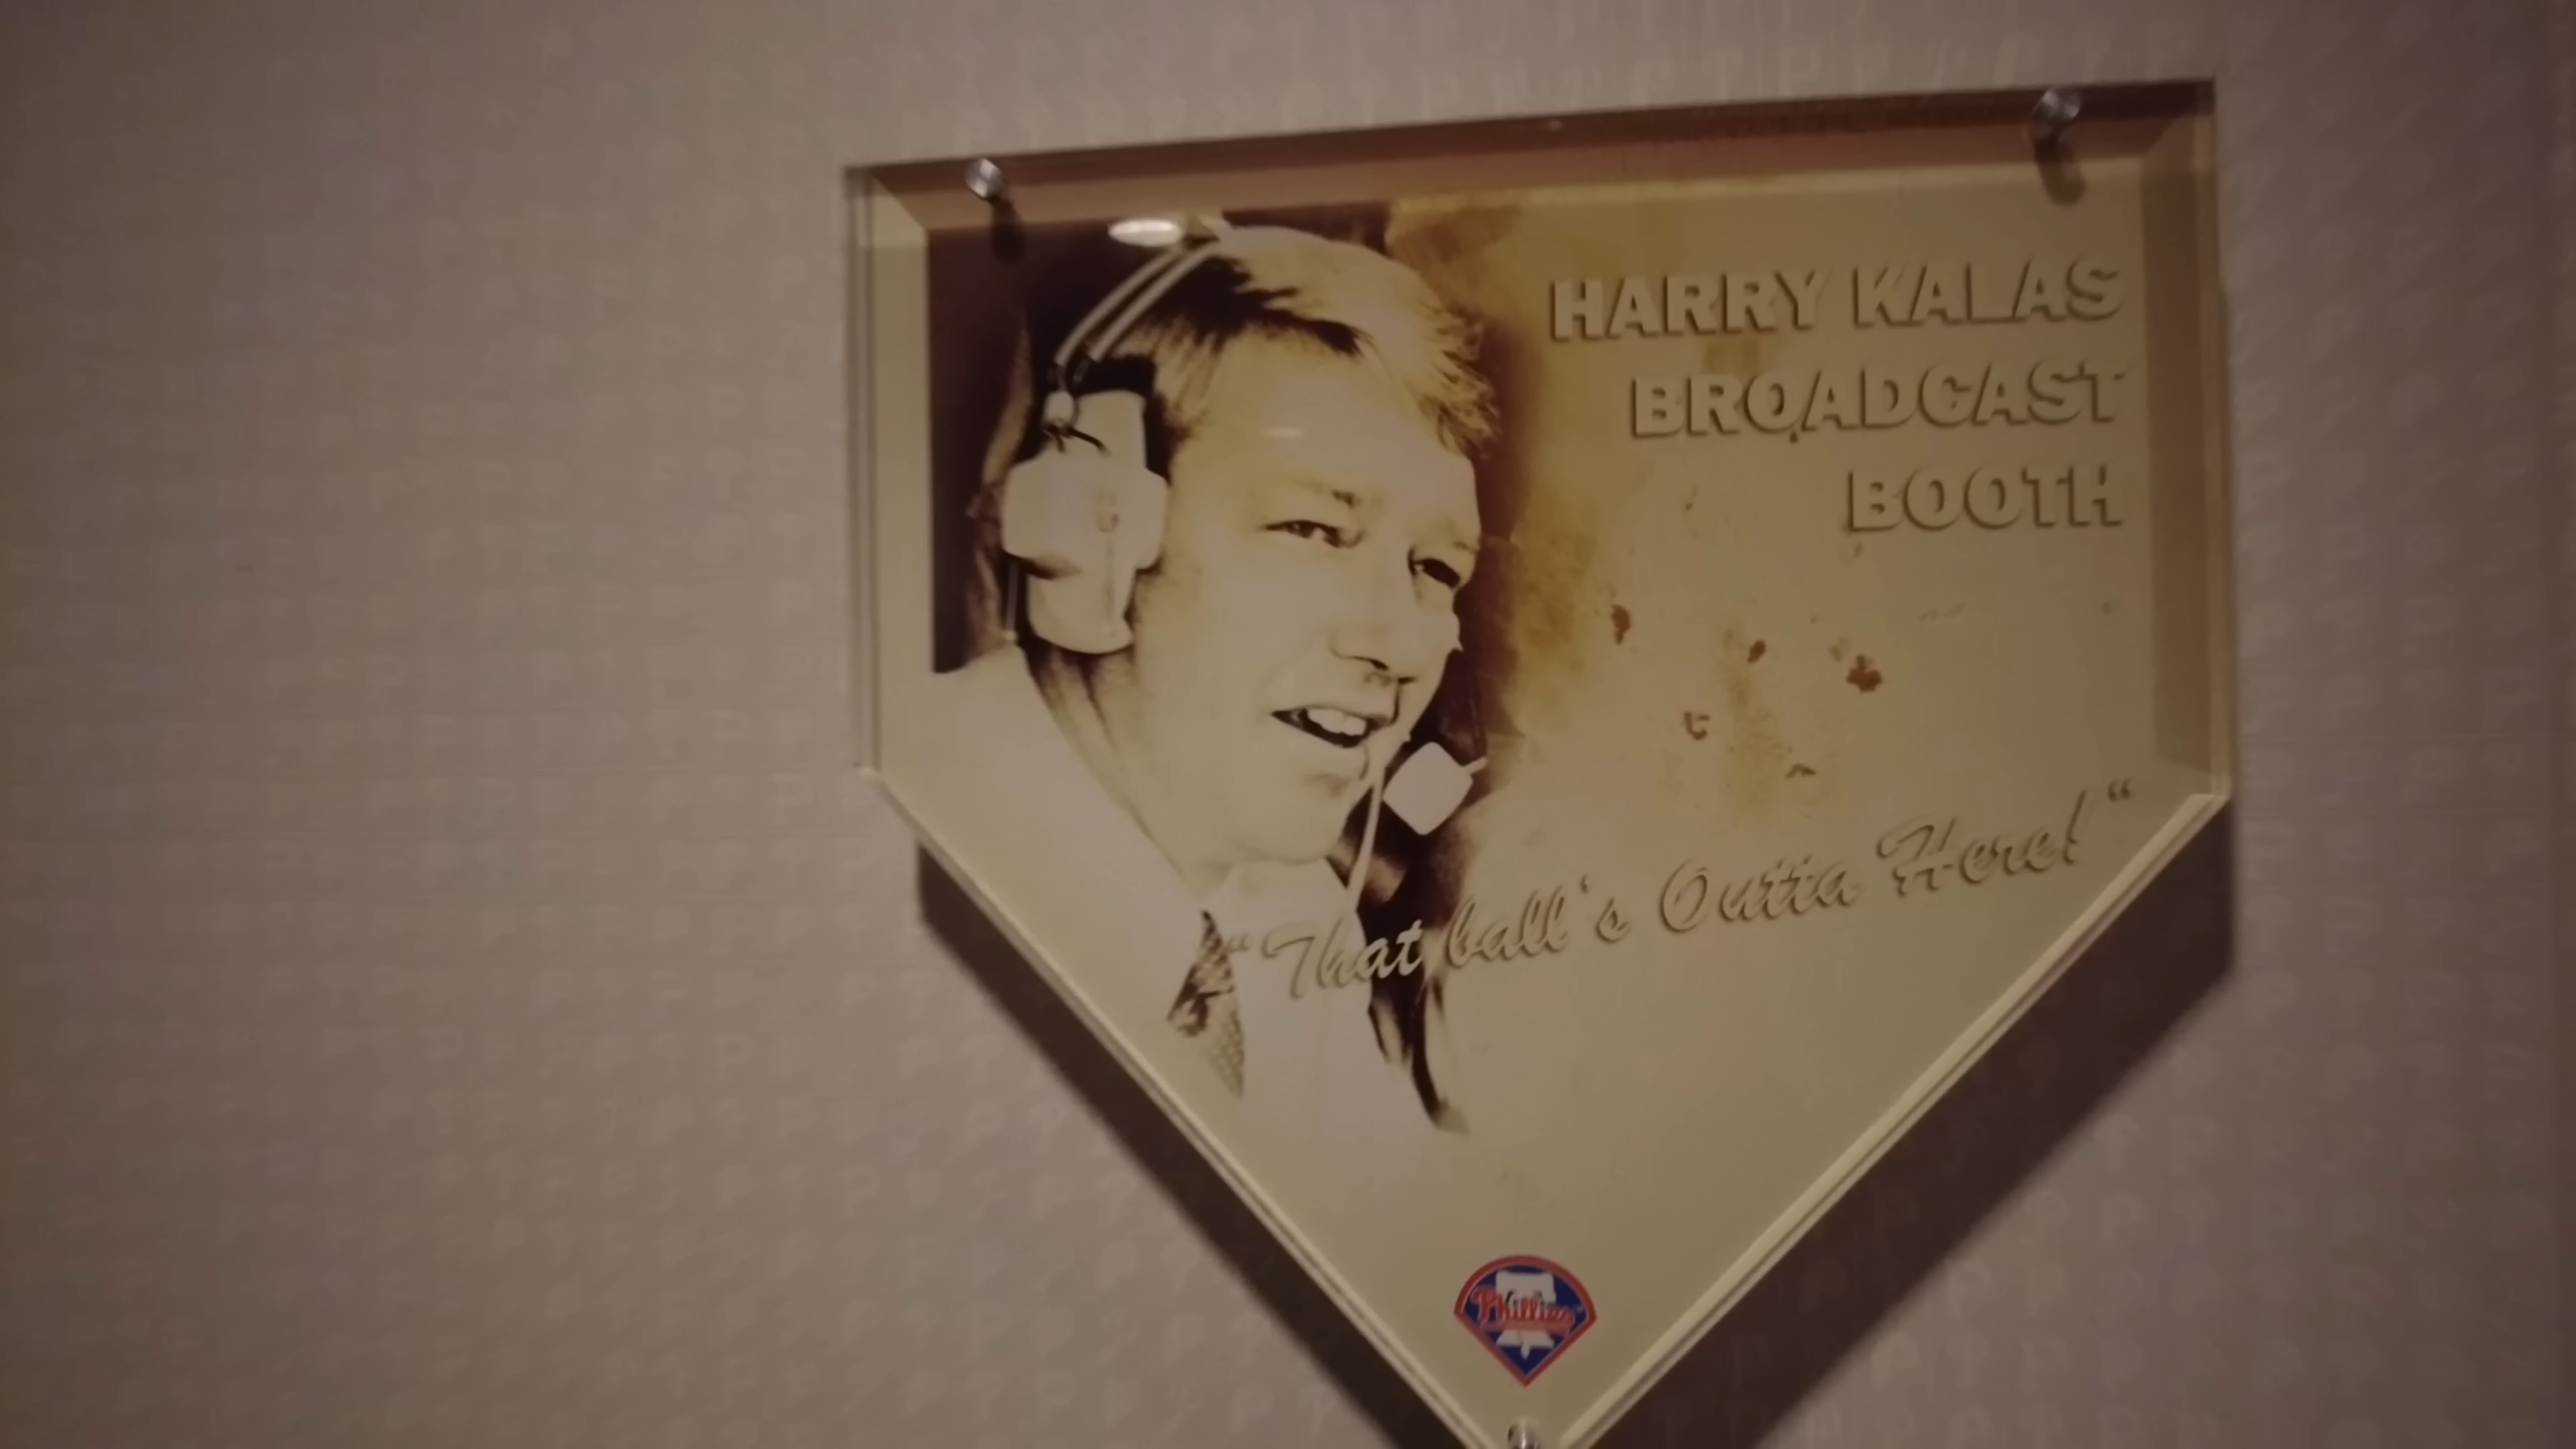 HARRY KALAS
BROADCAST
BOOTH
"That ball's Outta Here!"
Phillies